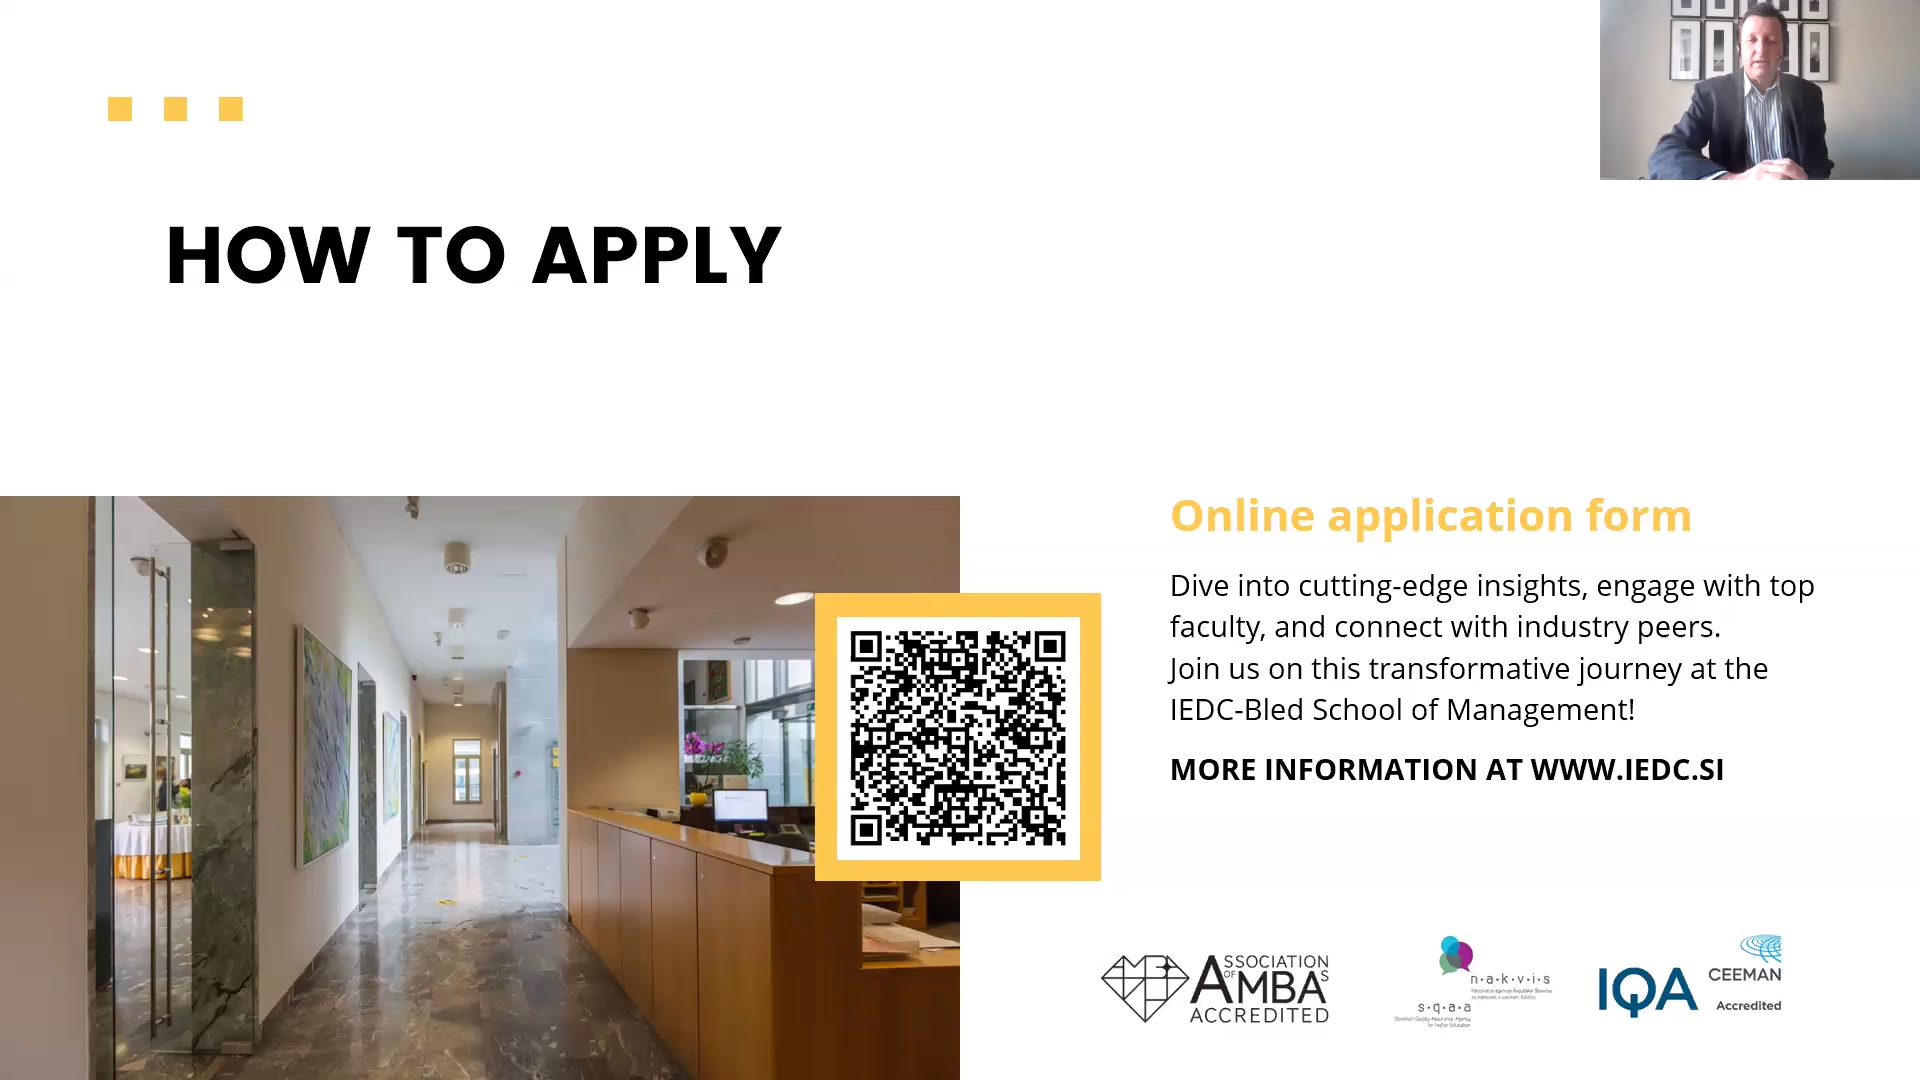 HOW TO APPLY
Online application form
Dive into cutting-edge insights, engage with top
faculty, and connect with industry peers.
Join us on this transformative journey at the
IEDC-Bled School of Management!
MORE INFORMATION AT WWW.IEDC.SI
ASSOCIATION
OF AMBAS
ACCREDITED
n·a·k·v·i·s
s·q·a·a
IQA
CEEMAN
Accredited